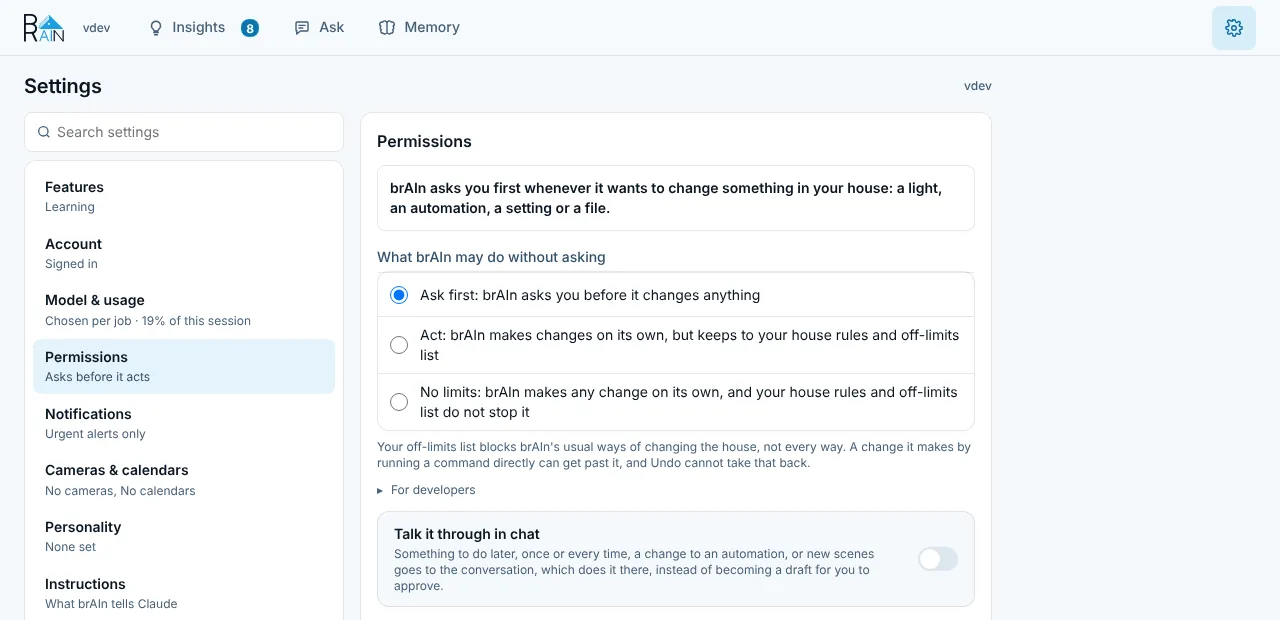 BRAIN
vdev
Insights
8
Ask
Memory
Settings
vdev
Search settings
Features
Learning
Account
Signed in
Model & usage
Chosen per job · 19% of this session
Permissions
Asks before it acts
Notifications
Urgent alerts only
Cameras & calendars
No cameras, No calendars
Personality
None set
Instructions
What brAIn tells Claude
Permissions
brAIn asks you first whenever it wants to change something in your house: a light,
an automation, a setting or a file.
What brAIn may do without asking
Ask first: brAIn asks you before it changes anything
Act: brAIn makes changes on its own, but keeps to your house rules and off-limits
list
No limits: brAIn makes any change on its own, and your house rules and off-limits
list do not stop it
Your off-limits list blocks brAIn's usual ways of changing the house, not every way. A change it makes by
running a command directly can get past it, and Undo cannot take that back.
For developers
Talk it through in chat
Something to do later, once or every time, a change to an automation, or new scenes
goes to the conversation, which does it there, instead of becoming a draft for you to
approve.